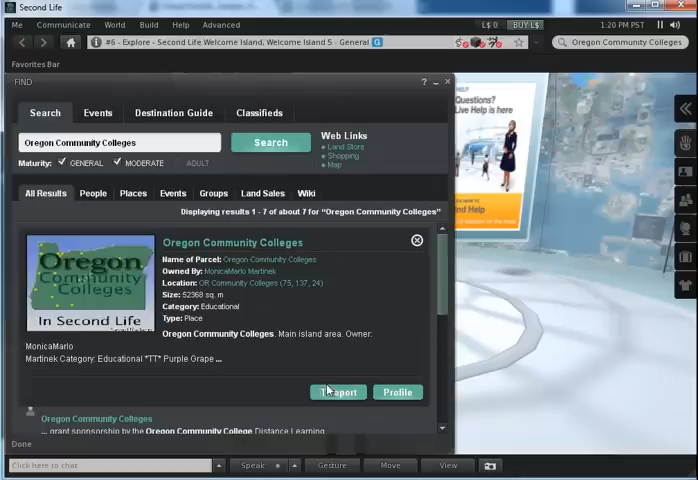 Second Life
Me Communicate World Build Help Advanced
L$ 0 BUY L$ 1:20 PM PST
#6 - Explore - Second Life Welcome Island, Welcome Island 5 - General G
Oregon Community Colleges
Favorites Bar
FIND
Search Events Destination Guide Classifieds
Oregon Community Colleges
Search
Web Links
Land Store
Shopping
Map
Maturity: GENERAL MODERATE ADULT
All Results People Places Events Groups Land Sales Wiki
Displaying results 1 - 7 of about 7 for "Oregon Community Colleges"
Oregon
Community
Colleges
In Second Life
Oregon Community Colleges
Name of Parcel: Oregon Community Colleges
Owned By: MonicaMarlo Martinek
Location: OR Community Colleges (75, 137, 24)
Size: 52368 sq. m
Category: Educational
Type: Place
Oregon Community Colleges. Main island area. Owner:
MonicaMarlo
Martinek Category: Educational *TT* Purple Grape ...
Teleport Profile
Oregon Community Colleges
... grant sponsorship by the Oregon Community College Distance Learning
Done
Questions?
Live Help is here
Find Help
Click here to chat
Speak Gesture Move View